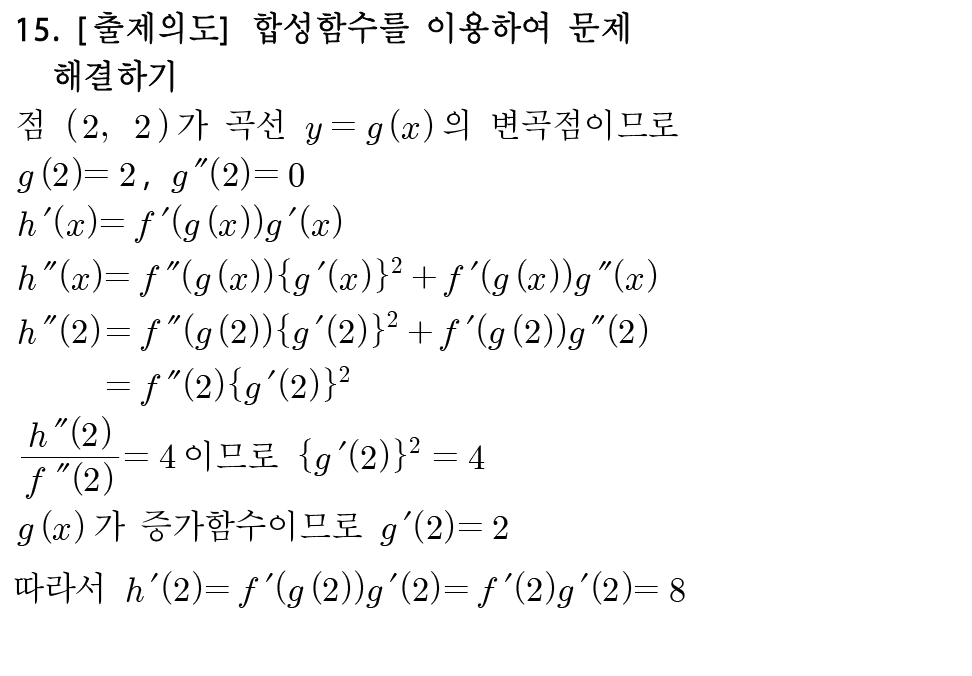 15. [출제의도] 합성함수를 이용하여 문제
해결하기
점 (2, 2)가 곡선 y=g(x)의 변곡점이므로
g(2)=2, g″(2)=0
h′(x)=f′(g(x))g′(x)
h″(x)=f″(g(x)){g′(x)}²+f′(g(x))g″(x)
h″(2)=f″(g(2)){g′(2)}²+f′(g(2))g″(2)
=f″(2){g′(2)}²
h″(2)/f″(2)=4이므로 {g′(2)}²=4
g(x)가 증가함수이므로 g′(2)=2
따라서 h′(2)=f′(g(2))g′(2)=f′(2)g′(2)=8